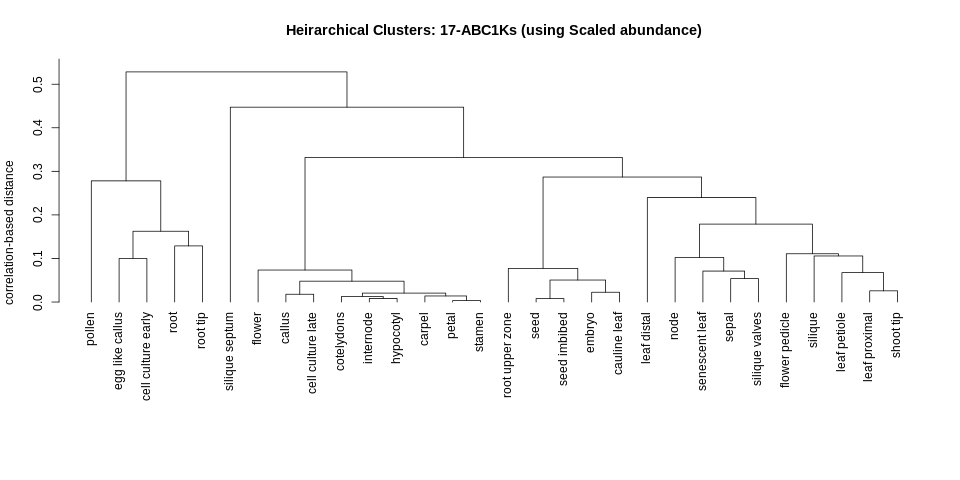 Heirarchical Clusters: 17-ABC1Ks (using Scaled abundance)
correlation-based distance
0.5
0.4
0.3
0.2
0.1
0.0
pollen
egg like callus
cell culture early
root
root tip
silique septum
flower
callus
cell culture late
cotelydons
internode
hypocotyl
carpel
petal
stamen
root upper zone
seed
seed imbibed
embryo
cauline leaf
leaf distal
node
senescent leaf
sepal
silique valves
flower pedicle
silique
leaf petiole
leaf proximal
shoot tip